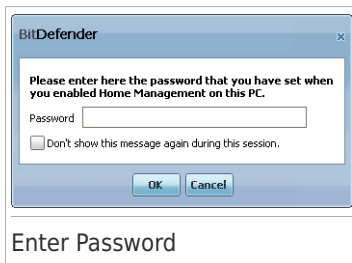 BitDefender
Please enter here the password that you have set when
you enabled Home Management on this PC.
Password
Don't show this message again during this session.
OK Cancel
Enter Password